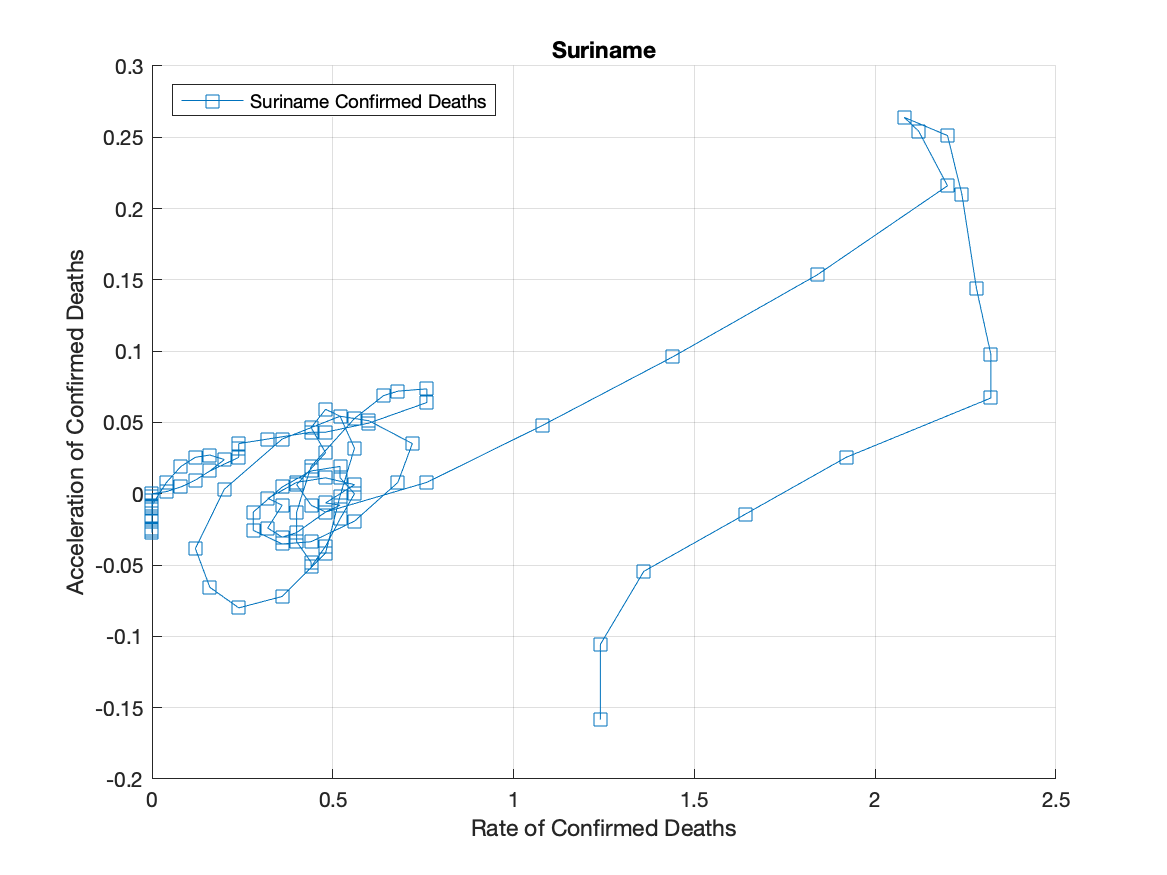 Suriname
0.3
Suriname Confirmed Deaths
0.25
0.2
0.15
0.1
0.05
0
-0.05
-0.1
-0.15
-0.2
Acceleration of Confirmed Deaths
0 0.5 1 1.5 2 2.5
Rate of Confirmed Deaths